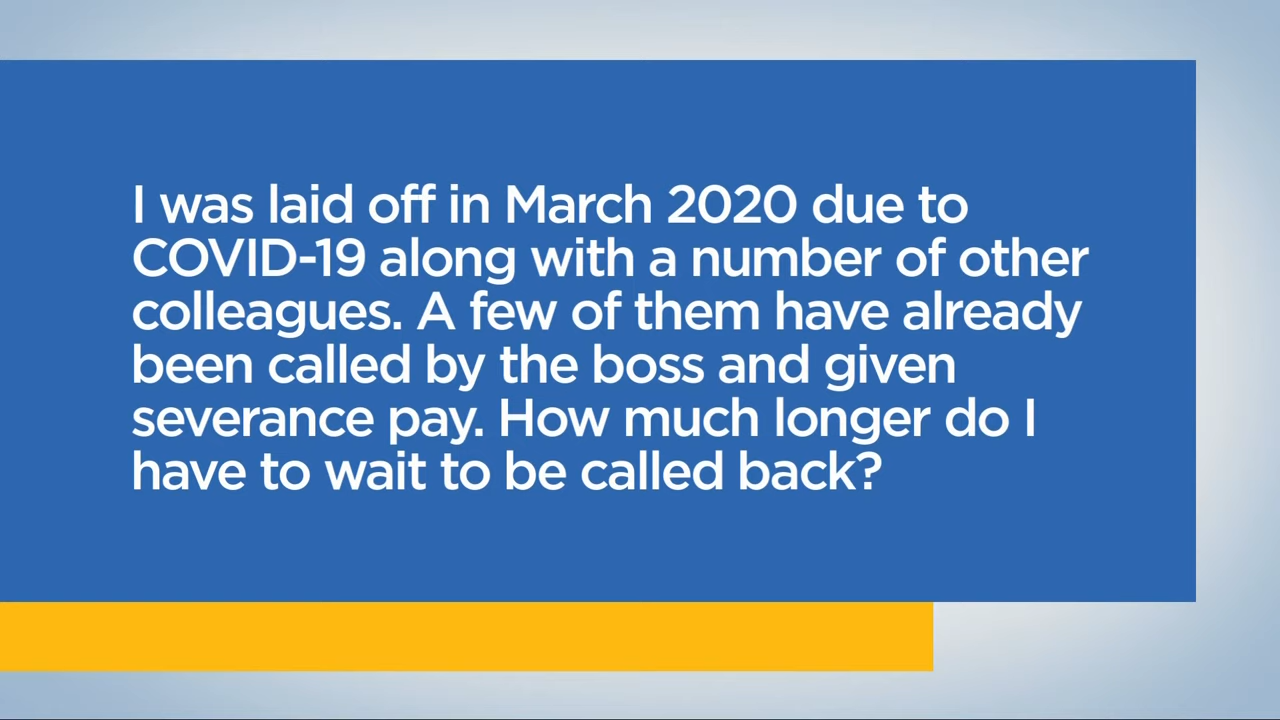 I was laid off in March 2020 due to
COVID-19 along with a number of other
colleagues. A few of them have already
been called by the boss and given
severance pay. How much longer do I
have to wait to be called back?